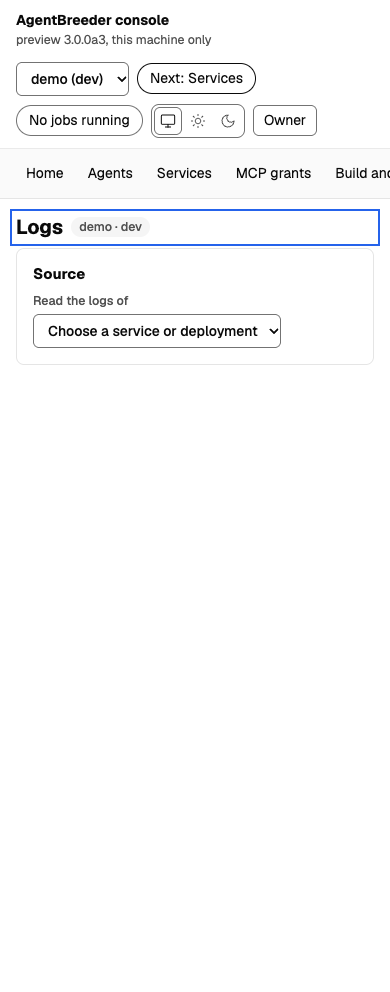 AgentBreeder console
preview 3.0.0a3, this machine only
demo (dev)
Next: Services
No jobs running
Owner
Home Agents Services MCP grants Build and
Logs demo · dev
Source
Read the logs of
Choose a service or deployment